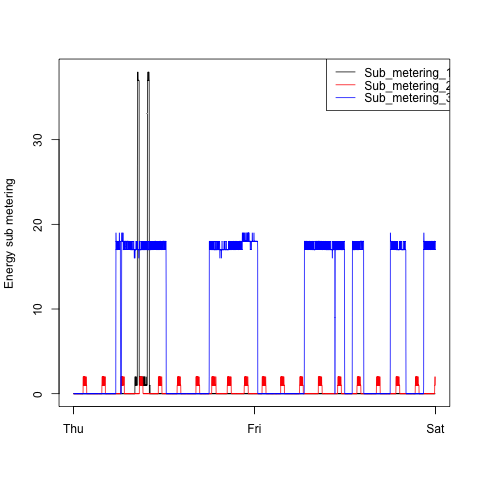 Sub_metering_1
Sub_metering_2
Sub_metering_3
Energy sub metering
30
20
10
0
Thu Fri Sat